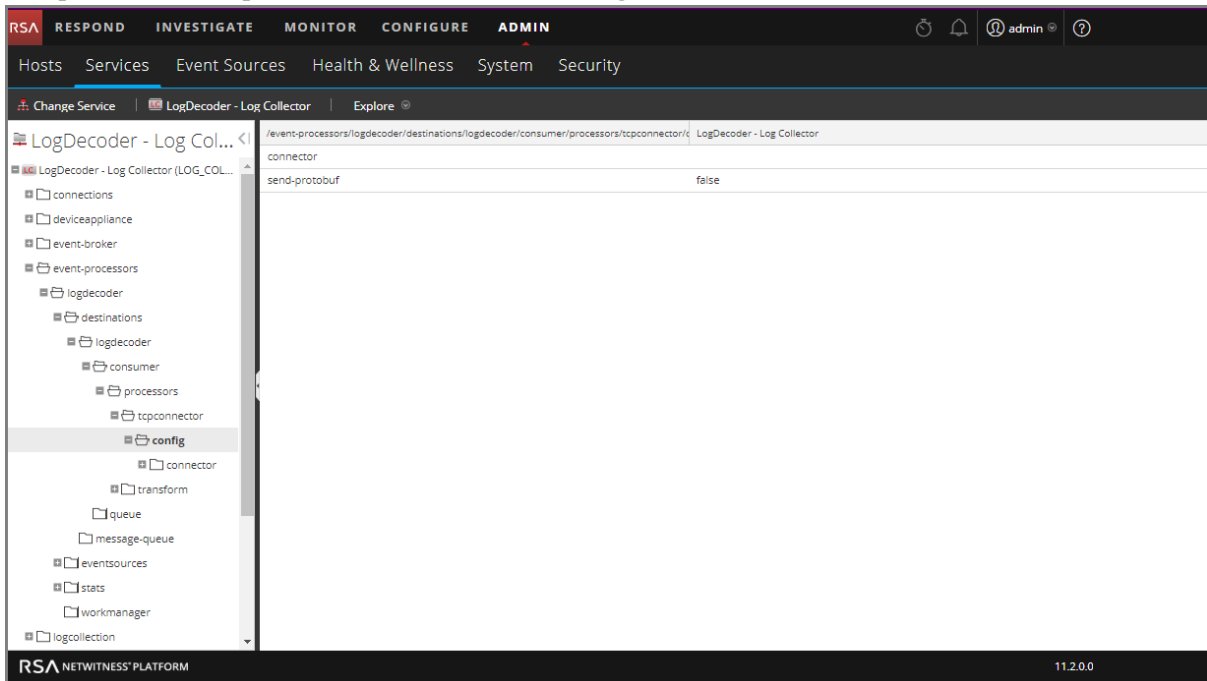 RSA RESPOND INVESTIGATE MONITOR CONFIGURE ADMIN admin ?
Hosts Services Event Sources Health & Wellness System Security
Change Service LC LogDecoder - Log Collector Explore
LogDecoder - Log Col...
/event-processors/logdecoder/destinations/logdecoder/consumer/processors/tcpconnector/c LogDecoder - Log Collector
connector
send-protobuf false
LC LogDecoder - Log Collector (LOG_COL...
connections
deviceappliance
event-broker
event-processors
logdecoder
destinations
logdecoder
consumer
processors
tcpconnector
config
connector
transform
queue
message-queue
eventsources
stats
workmanager
logcollection
RSA NETWITNESS® PLATFORM 11.2.0.0